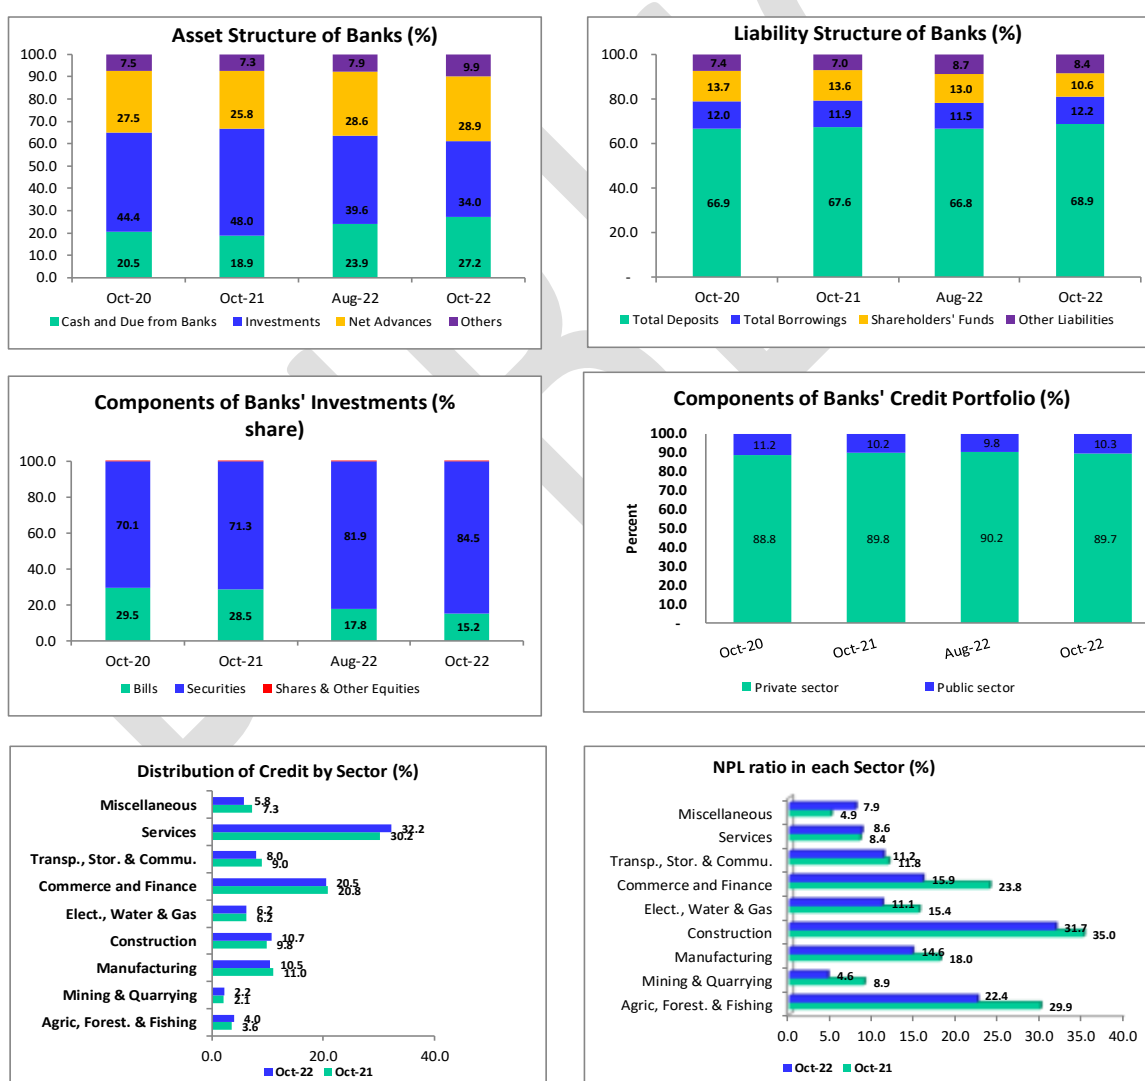 Asset Structure of Banks (%)
100.0
90.0
80.0
70.0
60.0
50.0
40.0
30.0
20.0
10.0
0.0
7.5 7.3 7.9 9.9
27.5 25.8 28.6 28.9
44.4 48.0 39.6 34.0
20.5 18.9 23.9 27.2
Oct-20 Oct-21 Aug-22 Oct-22
Cash and Due from Banks Investments Net Advances Others
Liability Structure of Banks (%)
100.0
80.0
60.0
40.0
20.0
-
7.4 7.0 8.7 8.4
13.7 13.6 13.0 10.6
12.0 11.9 11.5 12.2
66.9 67.6 66.8 68.9
Oct-20 Oct-21 Aug-22 Oct-22
Total Deposits Total Borrowings Shareholders' Funds Other Liabilities
Components of Banks' Investments (%
share)
100.0
80.0
60.0
40.0
20.0
0.0
70.1 71.3 81.9 84.5
29.5 28.5 17.8 15.2
Oct-20 Oct-21 Aug-22 Oct-22
Bills Securities Shares & Other Equities
Components of Banks' Credit Portfolio (%)
Percent
100.0
90.0
80.0
70.0
60.0
50.0
40.0
30.0
20.0
10.0
-
11.2 10.2 9.8 10.3
88.8 89.8 90.2 89.7
Oct-20 Oct-21 Aug-22 Oct-22
Private sector Public sector
Distribution of Credit by Sector (%)
Miscellaneous 5.8
7.3
Services 32.2
30.2
Transp., Stor. & Commu. 8.0
9.0
Commerce and Finance 20.5
20.8
Elect., Water & Gas 6.2
6.2
Construction 10.7
9.8
Manufacturing 10.5
11.0
Mining & Quarrying 2.2
2.1
Agric, Forest. & Fishing 4.0
3.6
0.0 20.0 40.0
Oct-22 Oct-21
NPL ratio in each Sector (%)
Miscellaneous 7.9
4.9
Services 8.6
8.4
Transp., Stor. & Commu. 11.2
11.8
Commerce and Finance 15.9
23.8
Elect., Water & Gas 11.1
15.4
Construction 31.7
35.0
Manufacturing 14.6
18.0
Mining & Quarrying 4.6
8.9
Agric, Forest. & Fishing 22.4
29.9
0.0 5.0 10.0 15.0 20.0 25.0 30.0 35.0 40.0
Oct-22 Oct-21